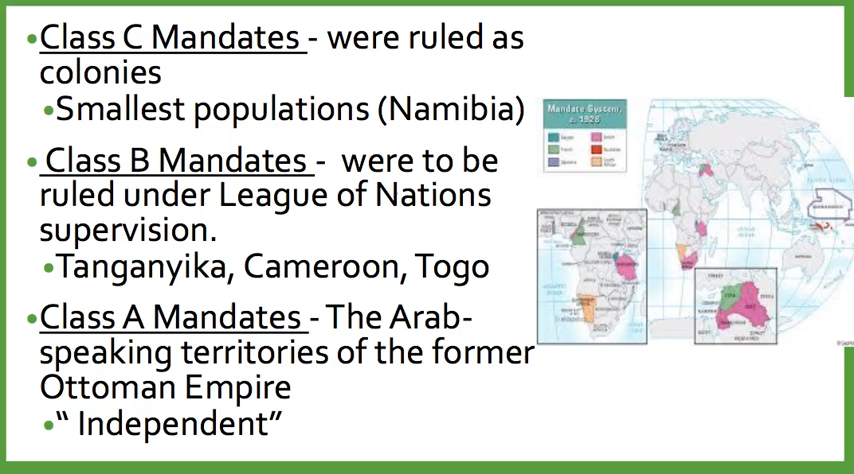 •Class C Mandates - were ruled as
colonies
•Smallest populations (Namibia)
• Class B Mandates - were to be
ruled under League of Nations
supervision.
•Tanganyika, Cameroon, Togo
•Class A Mandates - The Arab-
speaking territories of the former
Ottoman Empire
•“ Independent”
Mandate System,
c. 1928